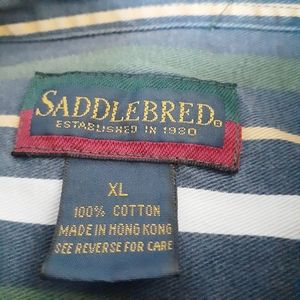 SADDLEBRED®
ESTABLISHED IN 1980
XL
100% COTTON
MADE IN HONG KONG
SEE REVERSE FOR CARE